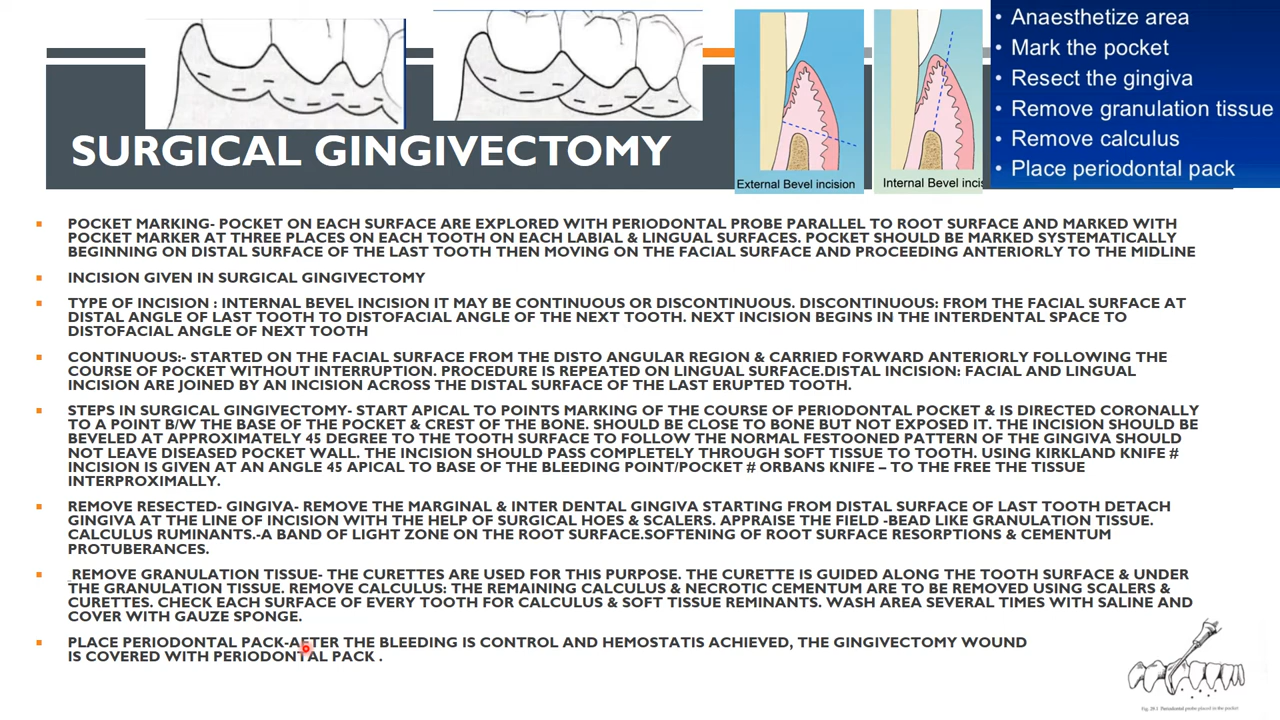 SURGICAL GINGIVECTOMY
External Bevel incision
Internal Bevel incis
• Anaesthetize area
• Mark the pocket
• Resect the gingiva
• Remove granulation tissue
• Remove calculus
• Place periodontal pack
POCKET MARKING- POCKET ON EACH SURFACE ARE EXPLORED WITH PERIODONTAL PROBE PARALLEL TO ROOT SURFACE AND MARKED WITH
POCKET MARKER AT THREE PLACES ON EACH TOOTH ON EACH LABIAL & LINGUAL SURFACES. POCKET SHOULD BE MARKED SYSTEMATICALLY
BEGINNING ON DISTAL SURFACE OF THE LAST TOOTH THEN MOVING ON THE FACIAL SURFACE AND PROCEEDING ANTERIORLY TO THE MIDLINE
INCISION GIVEN IN SURGICAL GINGIVECTOMY
TYPE OF INCISION : INTERNAL BEVEL INCISION IT MAY BE CONTINUOUS OR DISCONTINUOUS. DISCONTINUOUS: FROM THE FACIAL SURFACE AT
DISTAL ANGLE OF LAST TOOTH TO DISTOFACIAL ANGLE OF THE NEXT TOOTH. NEXT INCISION BEGINS IN THE INTERDENTAL SPACE TO
DISTOFACIAL ANGLE OF NEXT TOOTH
CONTINUOUS:- STARTED ON THE FACIAL SURFACE FROM THE DISTO ANGULAR REGION & CARRIED FORWARD ANTERIORLY FOLLOWING THE
COURSE OF POCKET WITHOUT INTERRUPTION. PROCEDURE IS REPEATED ON LINGUAL SURFACE.DISTAL INCISION: FACIAL AND LINGUAL
INCISION ARE JOINED BY AN INCISION ACROSS THE DISTAL SURFACE OF THE LAST ERUPTED TOOTH.
STEPS IN SURGICAL GINGIVECTOMY- START APICAL TO POINTS MARKING OF THE COURSE OF PERIODONTAL POCKET & IS DIRECTED CORONALLY
TO A POINT B/W THE BASE OF THE POCKET & CREST OF THE BONE. SHOULD BE CLOSE TO BONE BUT NOT EXPOSED IT. THE INCISION SHOULD BE
BEVELED AT APPROXIMATELY 45 DEGREE TO THE TOOTH SURFACE TO FOLLOW THE NORMAL FESTOONED PATTERN OF THE GINGIVA SHOULD
NOT LEAVE DISEASED POCKET WALL. THE INCISION SHOULD PASS COMPLETELY THROUGH SOFT TISSUE TO TOOTH. USING KIRKLAND KNIFE #
INCISION IS GIVEN AT AN ANGLE 45 APICAL TO BASE OF THE BLEEDING POINT/POCKET # ORBANS KNIFE – TO THE FREE THE TISSUE
INTERPROXIMALLY.
REMOVE RESECTED- GINGIVA- REMOVE THE MARGINAL & INTER DENTAL GINGIVA STARTING FROM DISTAL SURFACE OF LAST TOOTH DETACH
GINGIVA AT THE LINE OF INCISION WITH THE HELP OF SURGICAL HOES & SCALERS. APPRAISE THE FIELD -BEAD LIKE GRANULATION TISSUE.
CALCULUS RUMINANTS.-A BAND OF LIGHT ZONE ON THE ROOT SURFACE.SOFTENING OF ROOT SURFACE RESORPTIONS & CEMENTUM
PROTUBERANCES.
REMOVE GRANULATION TISSUE- THE CURETTES ARE USED FOR THIS PURPOSE. THE CURETTE IS GUIDED ALONG THE TOOTH SURFACE & UNDER
THE GRANULATION TISSUE. REMOVE CALCULUS: THE REMAINING CALCULUS & NECROTIC CEMENTUM ARE TO BE REMOVED USING SCALERS &
CURETTES. CHECK EACH SURFACE OF EVERY TOOTH FOR CALCULUS & SOFT TISSUE REMINANTS. WASH AREA SEVERAL TIMES WITH SALINE AND
COVER WITH GAUZE SPONGE.
PLACE PERIODONTAL PACK-AFTER THE BLEEDING IS CONTROL AND HEMOSTATIS ACHIEVED, THE GINGIVECTOMY WOUND
IS COVERED WITH PERIODONTAL PACK .
Periodontal probe placed in the pocket